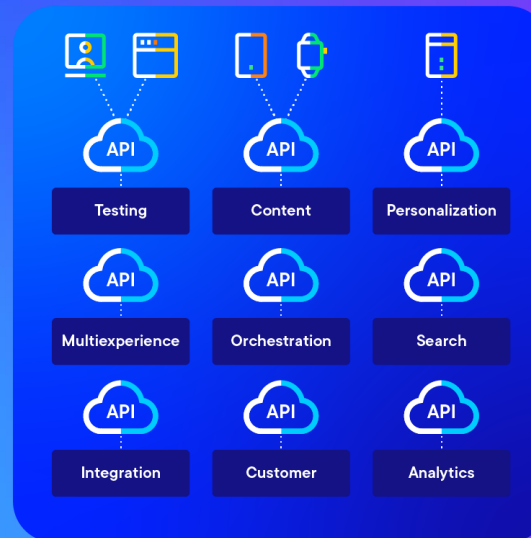 API API API
Testing Content Personalization
API API API
Multiexperience Orchestration Search
API API API
Integration Customer Analytics